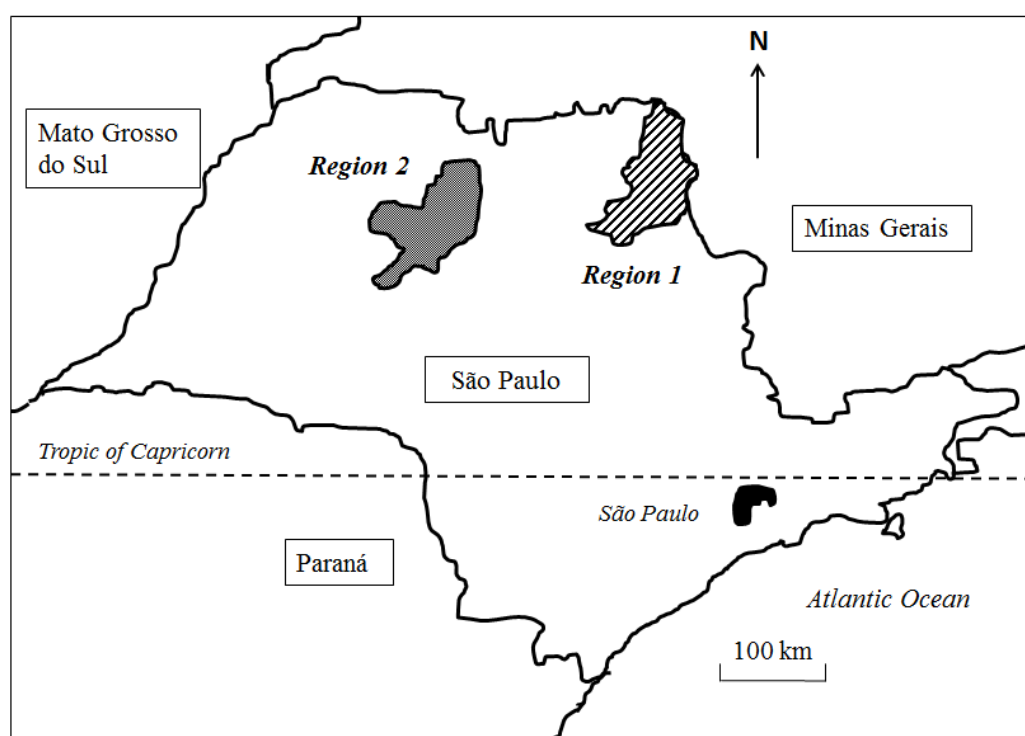 N
Mato Grosso
do Sul
Region 2
Minas Gerais
Region 1
São Paulo
Tropic of Capricorn
São Paulo
Paraná
Atlantic Ocean
100 km